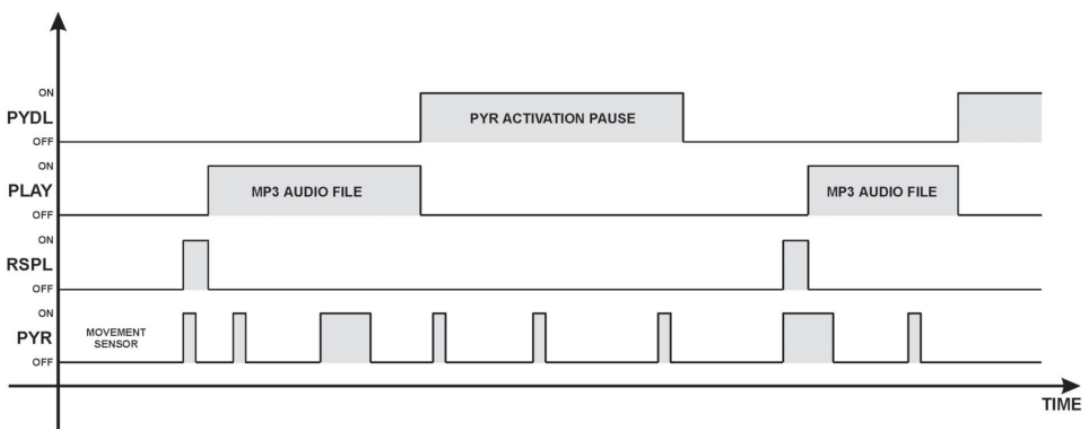 ON
PYDL
PYR ACTIVATION PAUSE
OFF
ON
PLAY
MP3 AUDIO FILE
MP3 AUDIO FILE
OFF
ON
RSPL
OFF
ON
PYR
MOVEMENT
SENSOR
OFF
TIME